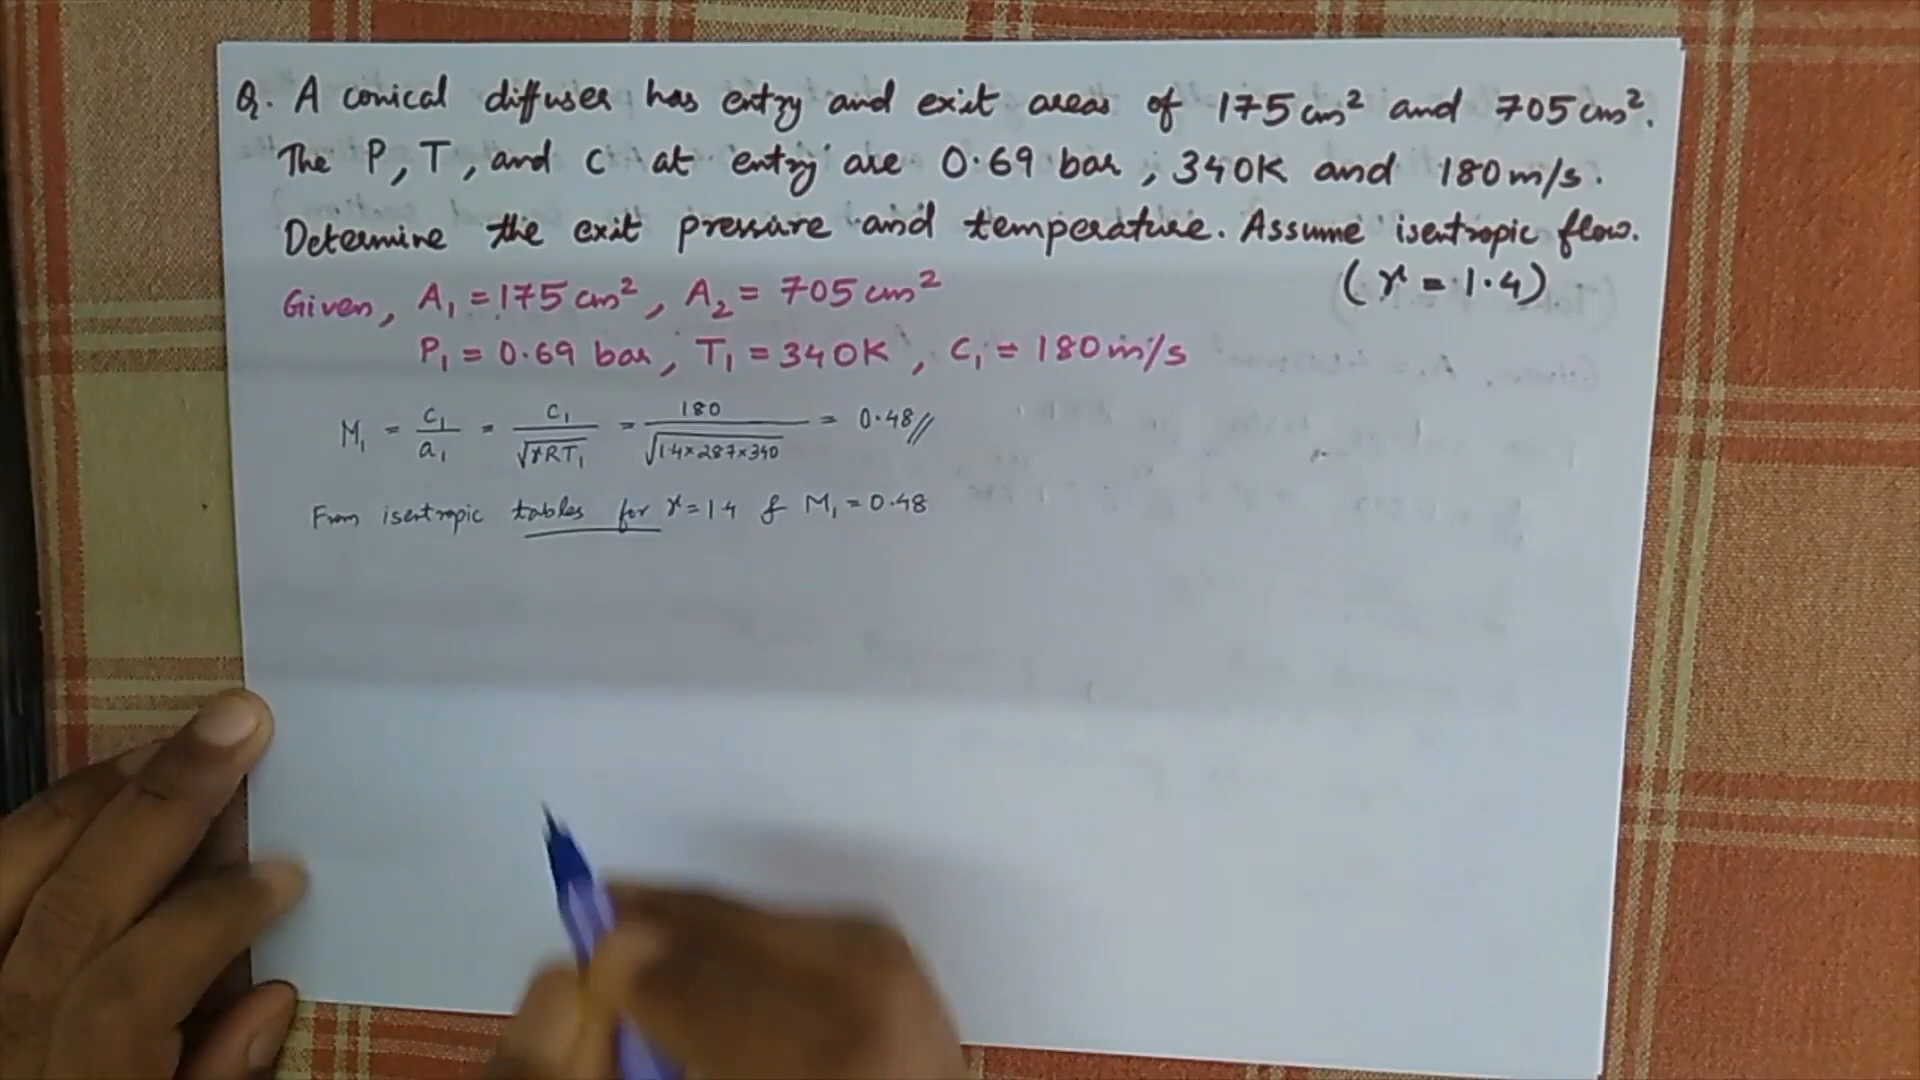 Q. A conical diffuser has entry and exit areas of 175 cm² and 705 cm².
The P, T, and C at entry are 0.69 bar, 340K and 180 m/s.
Determine the exit pressure and temperature. Assume isentropic flow.
(γ = 1.4)
Given, A₁ = 175 cm², A₂ = 705 cm²
P₁ = 0.69 bar, T₁ = 340K, C₁ = 180 m/s
M₁ = C₁/a₁ = C₁/√γRT₁ = 180/√1.4×287×340 = 0.48//
From isentropic tables for γ=1.4 & M₁ = 0.48